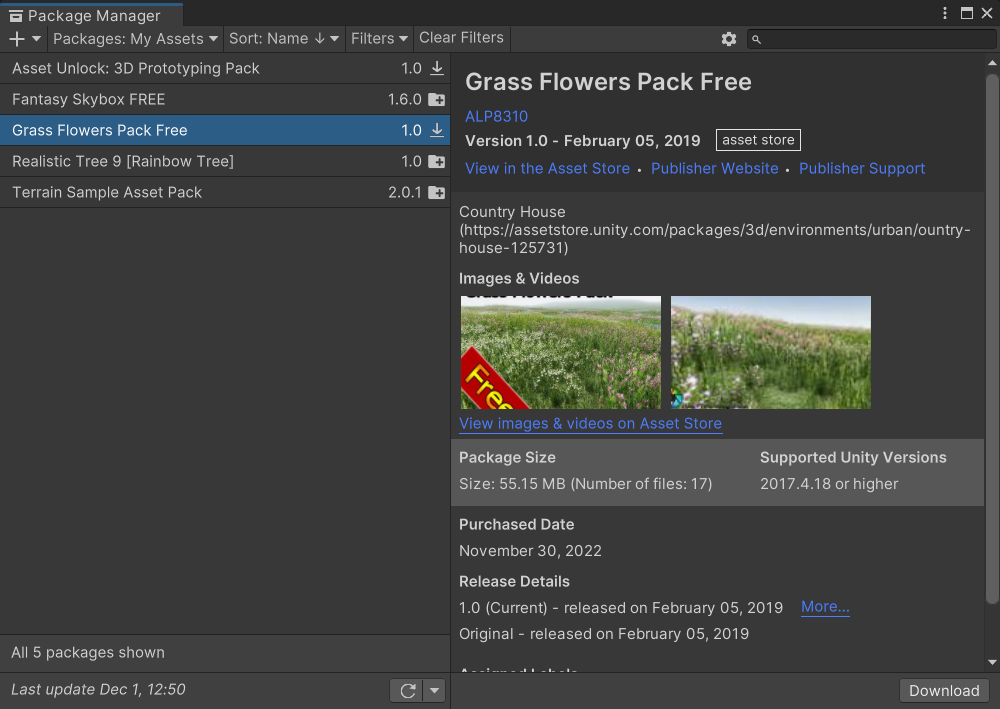 Package Manager
Packages: My Assets
Sort: Name ↓
Filters
Clear Filters
Asset Unlock: 3D Prototyping Pack 1.0
Fantasy Skybox FREE 1.6.0
Grass Flowers Pack Free 1.0
Realistic Tree 9 [Rainbow Tree] 1.0
Terrain Sample Asset Pack 2.0.1
All 5 packages shown
Last update Dec 1, 12:50
Grass Flowers Pack Free
ALP8310
Version 1.0 - February 05, 2019 asset store
View in the Asset Store • Publisher Website • Publisher Support
Country House
(https://assetstore.unity.com/packages/3d/environments/urban/ountry-
house-125731)
Images & Videos
Grass Flowers Pack
Free
View images & videos on Asset Store
Package Size
Size: 55.15 MB (Number of files: 17)
Supported Unity Versions
2017.4.18 or higher
Purchased Date
November 30, 2022
Release Details
1.0 (Current) - released on February 05, 2019 More...
Original - released on February 05, 2019
Assigned Labels
Download